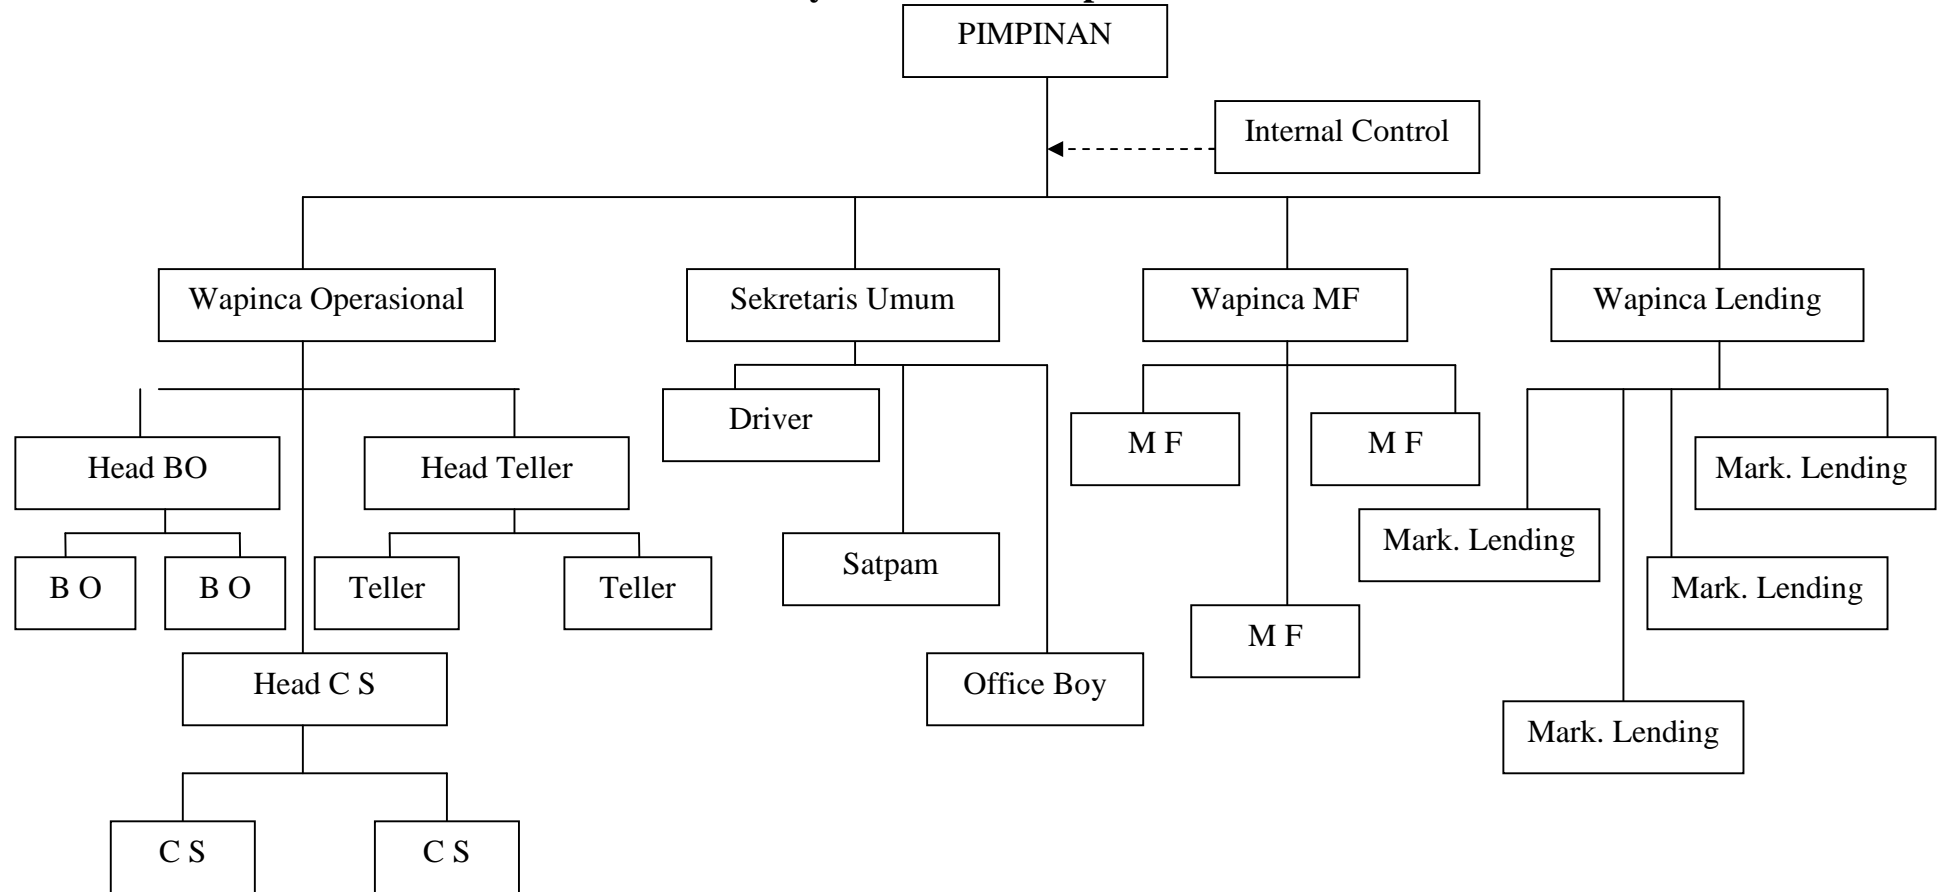 PIMPINAN
Internal Control
Wapinca Operasional
Sekretaris Umum
Wapinca MF
Wapinca Lending
Head BO
Head Teller
Driver
M F
M F
Mark. Lending
Mark. Lending
B O
B O
Teller
Teller
Satpam
Mark. Lending
M F
Head C S
Office Boy
Mark. Lending
C S
C S